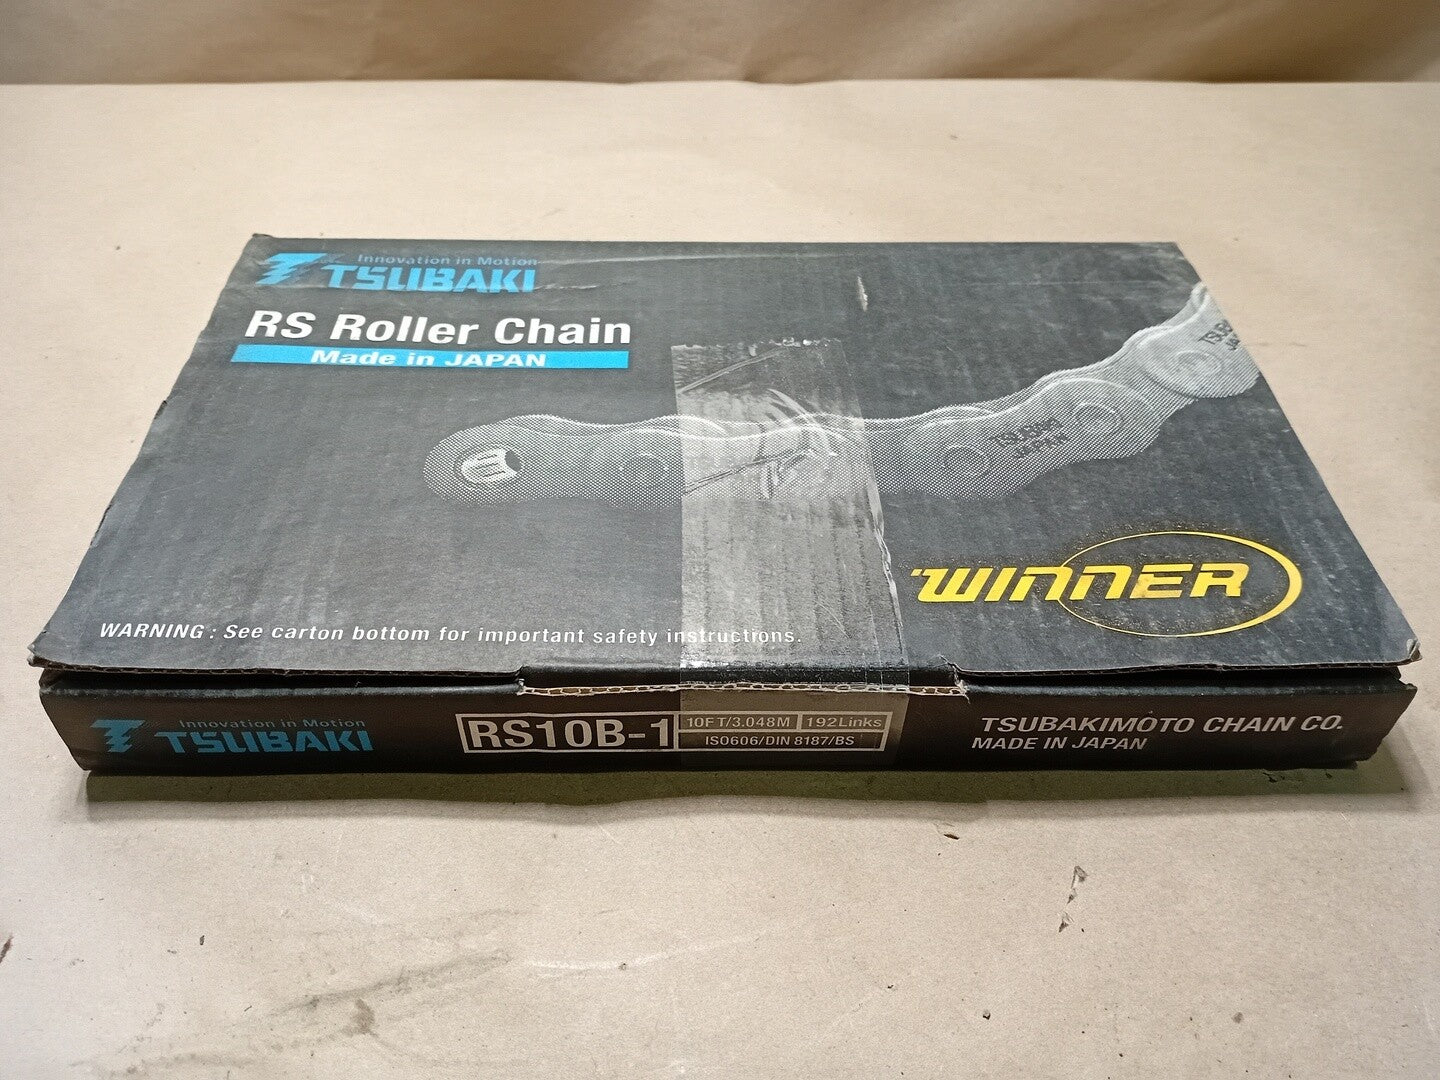 Innovation in Motion
TSUBAKI
RS Roller Chain
Made in JAPAN
TSUBAKI
JAPAN
WINNER
WARNING : See carton bottom for important safety instructions.
Innovation in Motion
TSUBAKI
RS10B-1
10FT/3.048M
192Links
ISO606/DIN 8187/BS
TSUBAKIMOTO CHAIN CO.
MADE IN JAPAN